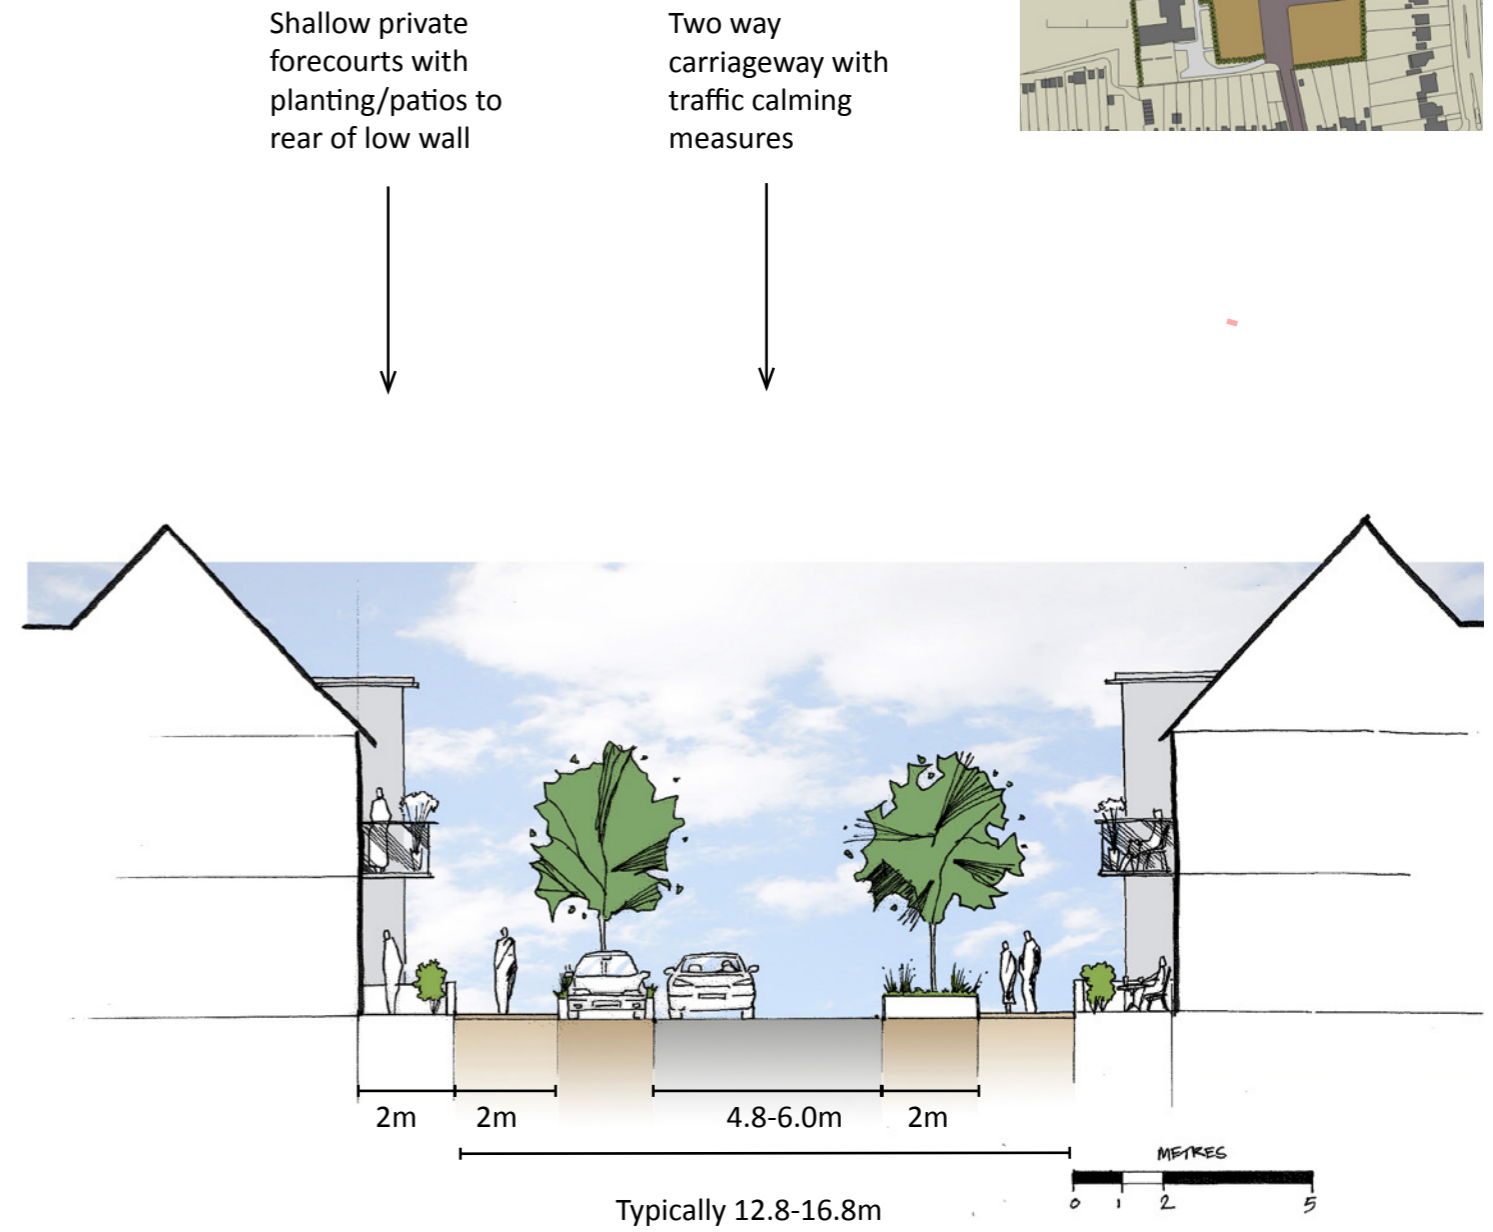 Shallow private
forecourts with
planting/patios to
rear of low wall
Two way
carriageway with
traffic calming
measures
2m
2m
4.8-6.0m
2m
Typically 12.8-16.8m
METRES
0 1 2 5